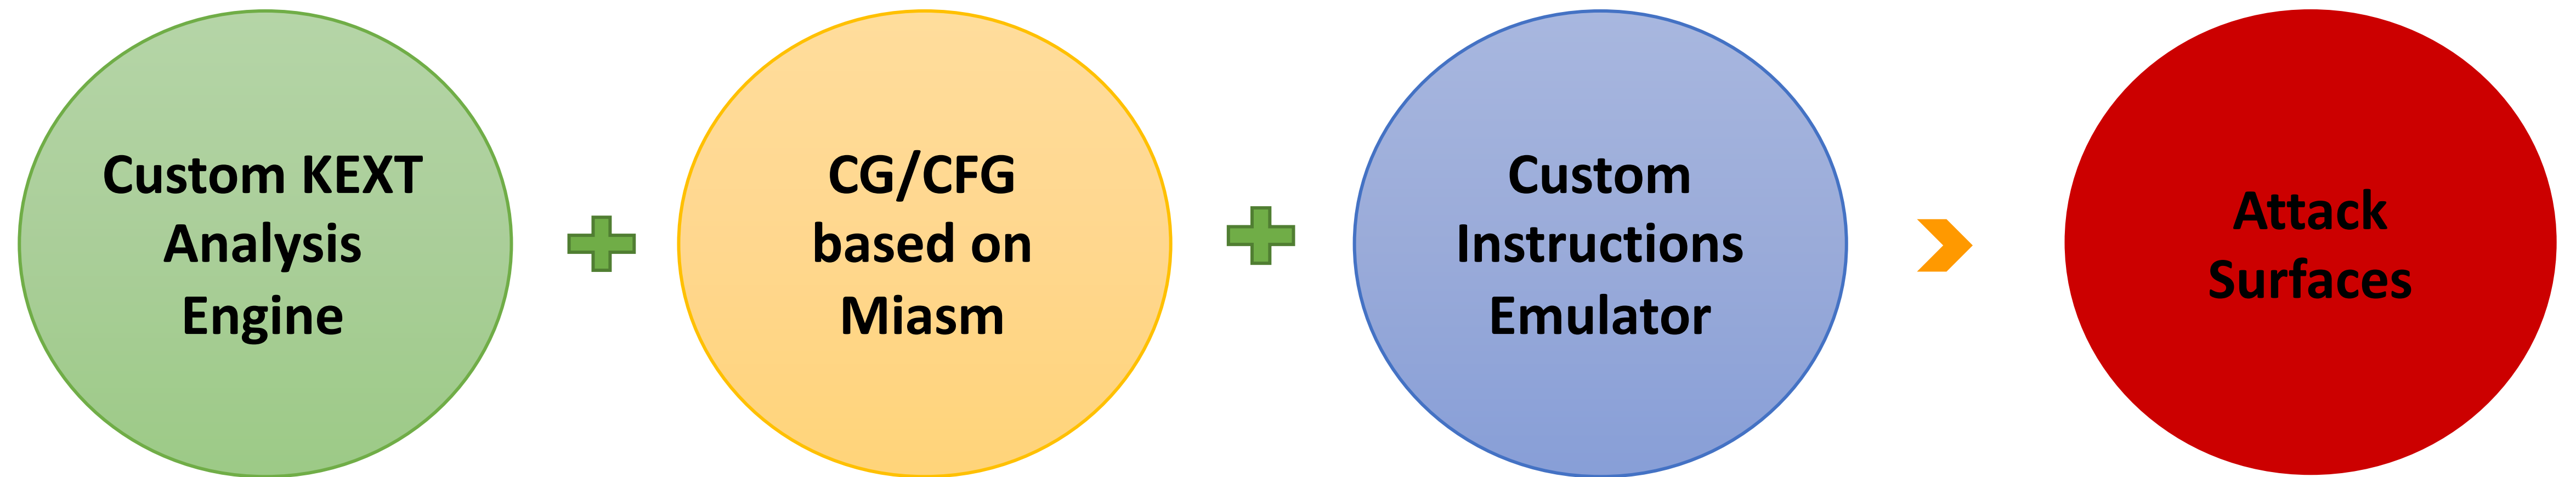 Custom KEXT
Analysis
Engine
CG/CFG
based on
Miasm
Custom
Instructions
Emulator
Attack
Surfaces